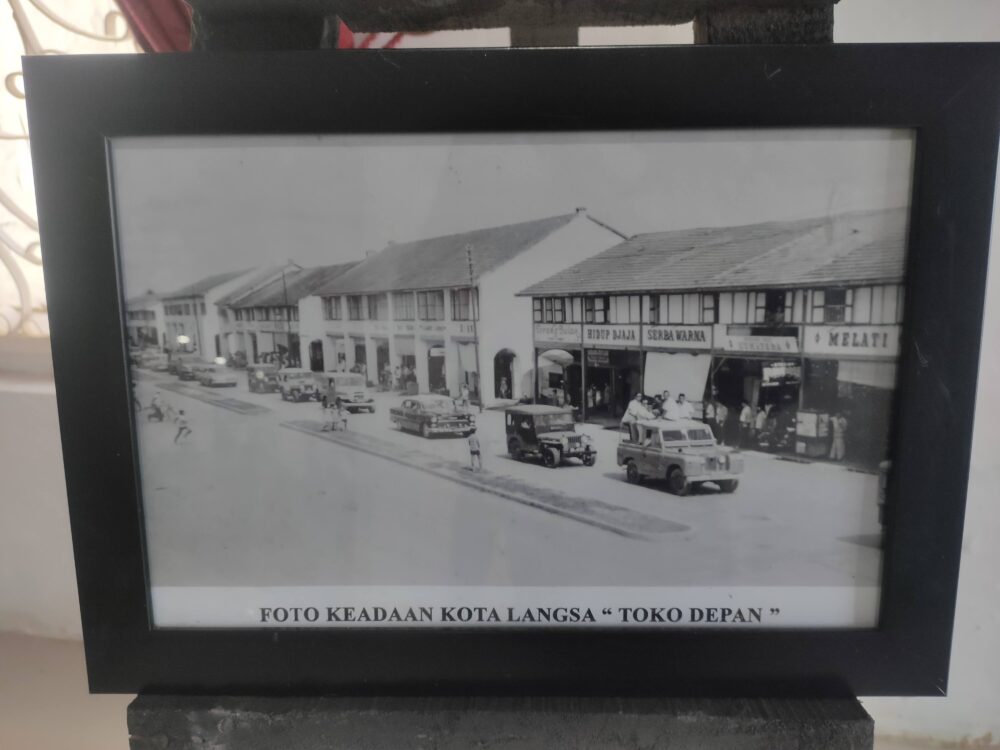 HIDUP DJAJA
SERBA WARNA
MELATI
FOTO KEADAAN KOTA LANGSA “ TOKO DEPAN ”